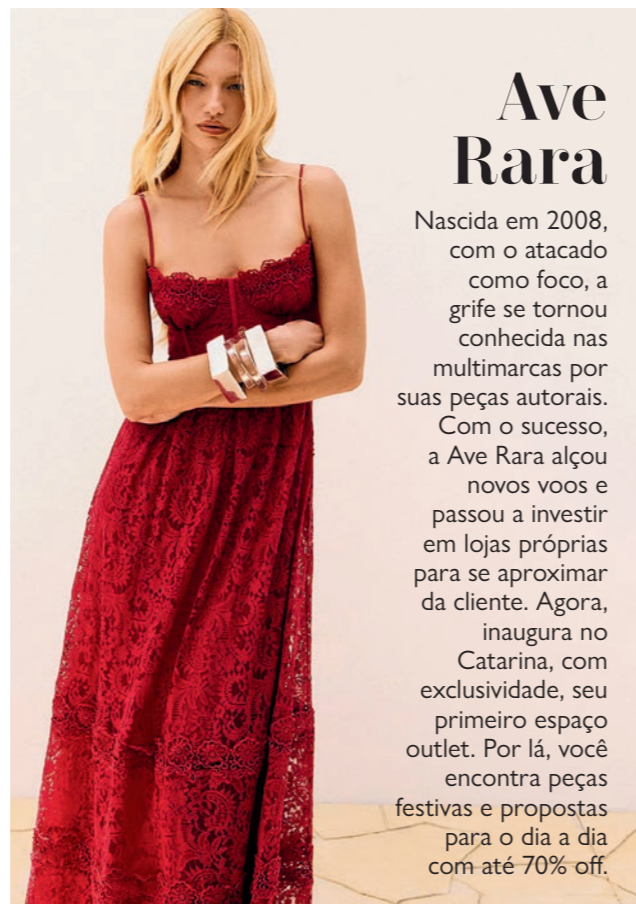 Ave
Rara
Nascida em 2008,
com o atacado
como foco, a
grife se tornou
conhecida nas
multimarcas por
suas peças autorais.
Com o sucesso,
a Ave Rara alçou
novos voos e
passou a investir
em lojas próprias
para se aproximar
da cliente. Agora,
inaugura no
Catarina, com
exclusividade, seu
primeiro espaço
outlet. Por lá, você
encontra peças
festivas e propostas
para o dia a dia
com até 70% off.